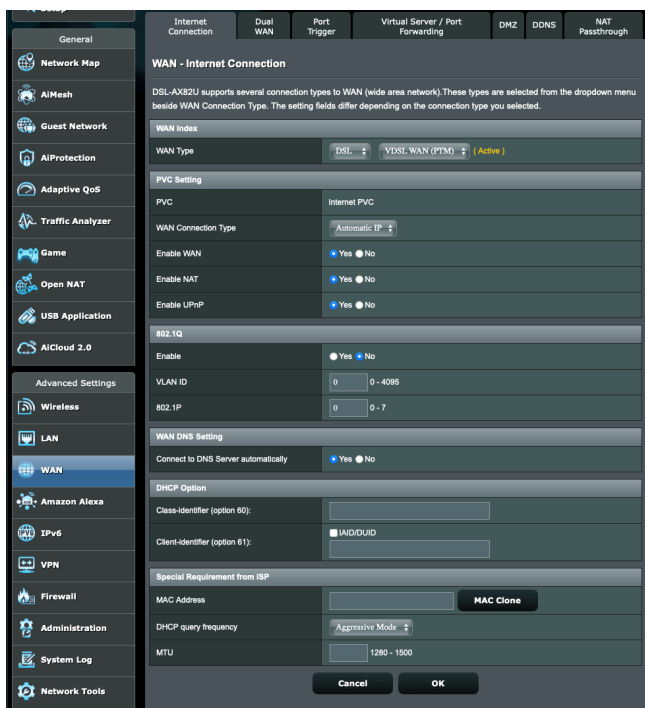 General
Network Map
AiMesh
Guest Network
AiProtection
Adaptive QoS
Traffic Analyzer
Game
Open NAT
USB Application
AiCloud 2.0
Advanced Settings
Wireless
LAN
WAN
Amazon Alexa
IPv6
VPN
Firewall
Administration
System Log
Network Tools
Internet Connection
Dual WAN
Port Trigger
Virtual Server / Port Forwarding
DMZ
DDNS
NAT Passthrough
WAN - Internet Connection
DSL-AX82U supports several connection types to WAN (wide area network).These types are selected from the dropdown menu
beside WAN Connection Type. The setting fields differ depending on the connection type you selected.
WAN Index
WAN Type DSL VDSL WAN (PTM) ( Active )
PVC Setting
PVC Internet PVC
WAN Connection Type Automatic IP
Enable WAN Yes No
Enable NAT Yes No
Enable UPnP Yes No
802.1Q
Enable Yes No
VLAN ID 0 0 - 4095
802.1P 0 0 - 7
WAN DNS Setting
Connect to DNS Server automatically Yes No
DHCP Option
Class-identifier (option 60):
Client-identifier (option 61): IAID/DUID
Special Requirement from ISP
MAC Address MAC Clone
DHCP query frequency Aggressive Mode
MTU 1280 - 1500
Cancel OK